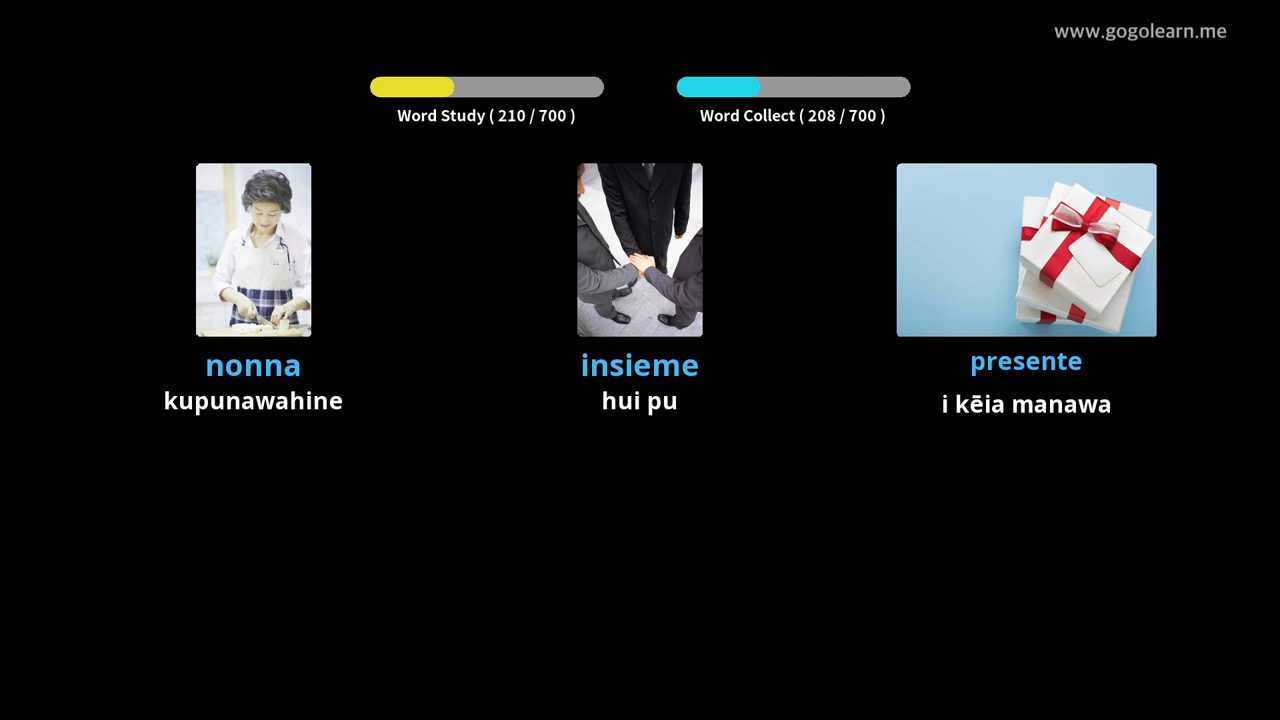 www.gogolearn.me
Word Study ( 210 / 700 )
Word Collect ( 208 / 700 )
nonna
kupunawahine
insieme
hui pu
presente
i kēia manawa